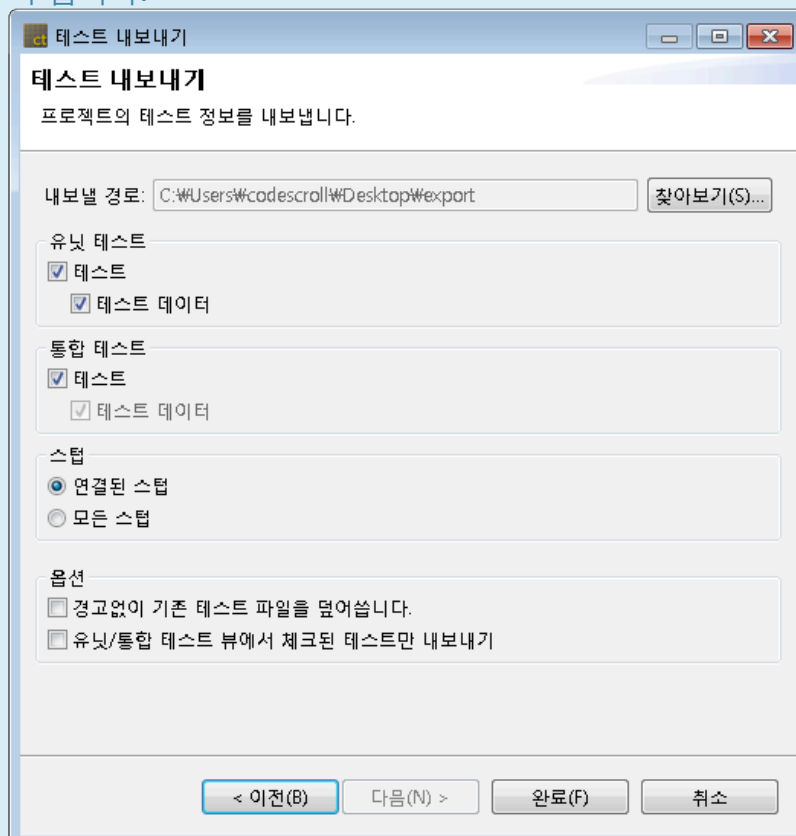 ct 테스트 내보내기
테스트 내보내기
프로젝트의 테스트 정보를 내보냅니다.
내보낼 경로: C:₩Users₩codescroll₩Desktop₩export 찾아보기(S)...
유닛 테스트
테스트
테스트 데이터
통합 테스트
테스트
테스트 데이터
스텁
연결된 스텁
모든 스텁
옵션
경고없이 기존 테스트 파일을 덮어씁니다.
유닛/통합 테스트 뷰에서 체크된 테스트만 내보내기
< 이전(B) 다음(N) > 완료(F) 취소